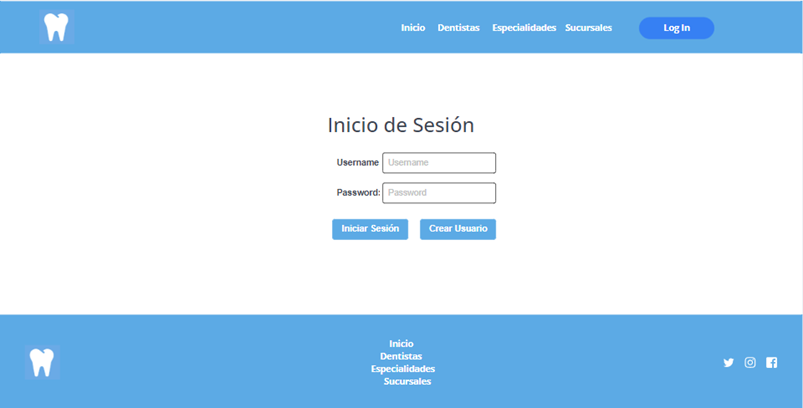 Inicio Dentistas Especialidades Sucursales Log In
Inicio de Sesión
Username Username
Password: Password
Iniciar Sesión Crear Usuario
Inicio
Dentistas
Especialidades
Sucursales